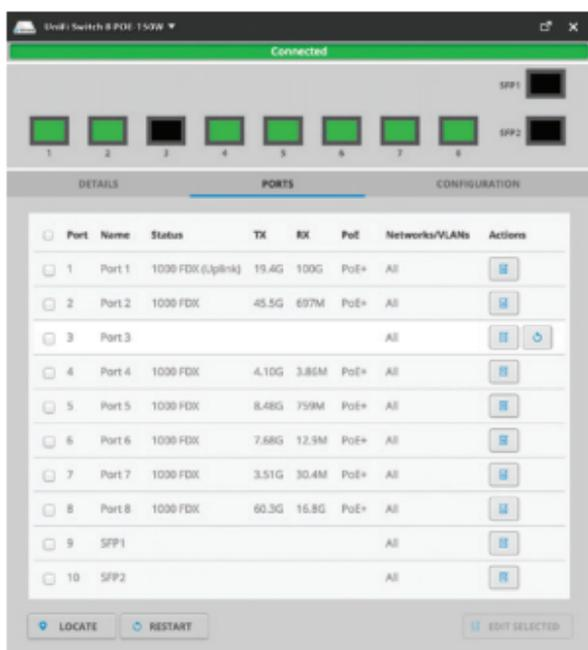 UniFi Switch 8 POE-150W
Connected
SFP1
SFP2
1 2 3 4 5 6 7 8
DETAILS PORTS CONFIGURATION
Port Name Status TX RX PoE Networks/VLANs Actions
1 Port 1 1000 FDX (Uplink) 19.4G 100G PoE+ All
2 Port 2 1000 FDX 45.5G 697M PoE+ All
3 Port 3 All
4 Port 4 1000 FDX 4.10G 3.86M PoE+ All
5 Port 5 1000 FDX 8.48G 759M PoE+ All
6 Port 6 1000 FDX 7.68G 12.9M PoE+ All
7 Port 7 1000 FDX 3.51G 30.4M PoE+ All
8 Port 8 1000 FDX 60.3G 16.8G PoE+ All
9 SFP1 All
10 SFP2 All
LOCATE RESTART EDIT SELECTED